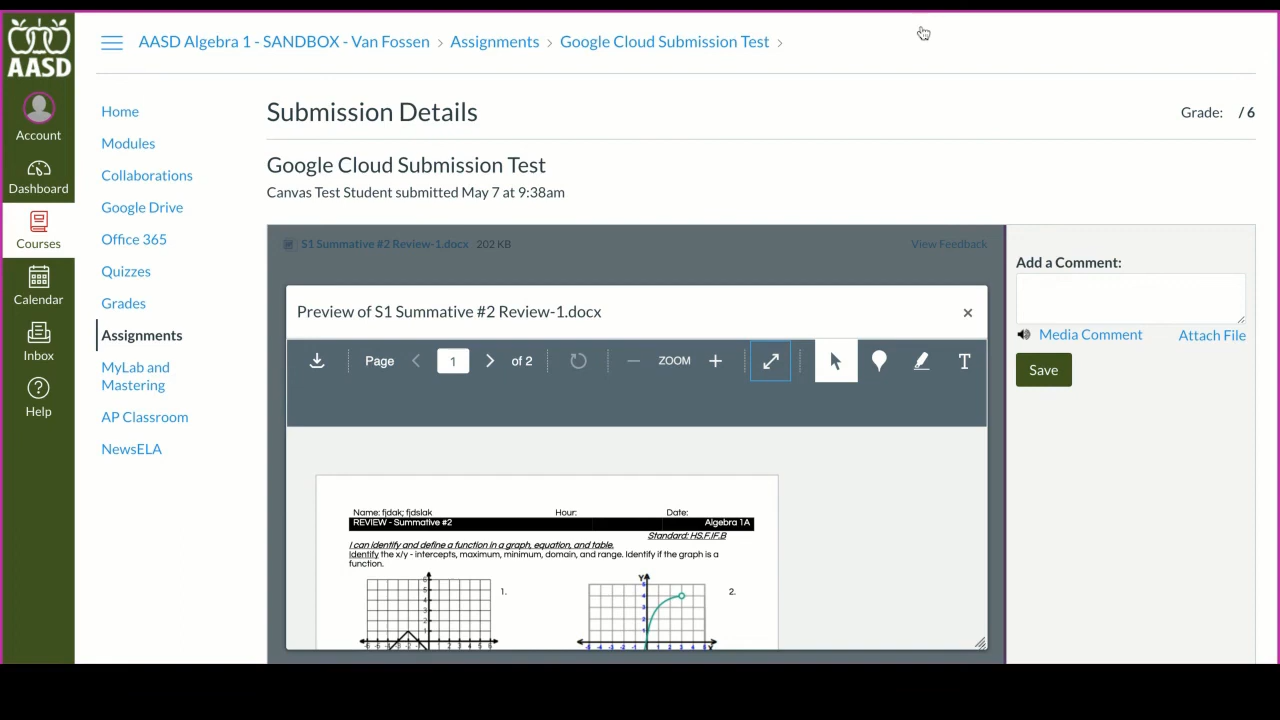 AASD
Account
Dashboard
Courses
Calendar
Inbox
Help
AASD Algebra 1 - SANDBOX - Van Fossen > Assignments > Google Cloud Submission Test >
Home
Modules
Collaborations
Google Drive
Office 365
Quizzes
Grades
Assignments
MyLab and
Mastering
AP Classroom
NewsELA
Submission Details
Grade: / 6
Google Cloud Submission Test
Canvas Test Student submitted May 7 at 9:38am
S1 Summative #2 Review-1.docx 202 KB View Feedback
Preview of S1 Summative #2 Review-1.docx ×
Page 1 of 2 ZOOM T
Name: fjdak; fjdslak Hour: Date:
REVIEW - Summative #2 Algebra 1A
Standard: HS.F.IF.B
I can identify and define a function in a graph, equation, and table.
Identify the x/y - intercepts, maximum, minimum, domain, and range. Identify if the graph is a
function.
1.
2.
Add a Comment:
Media Comment Attach File
Save